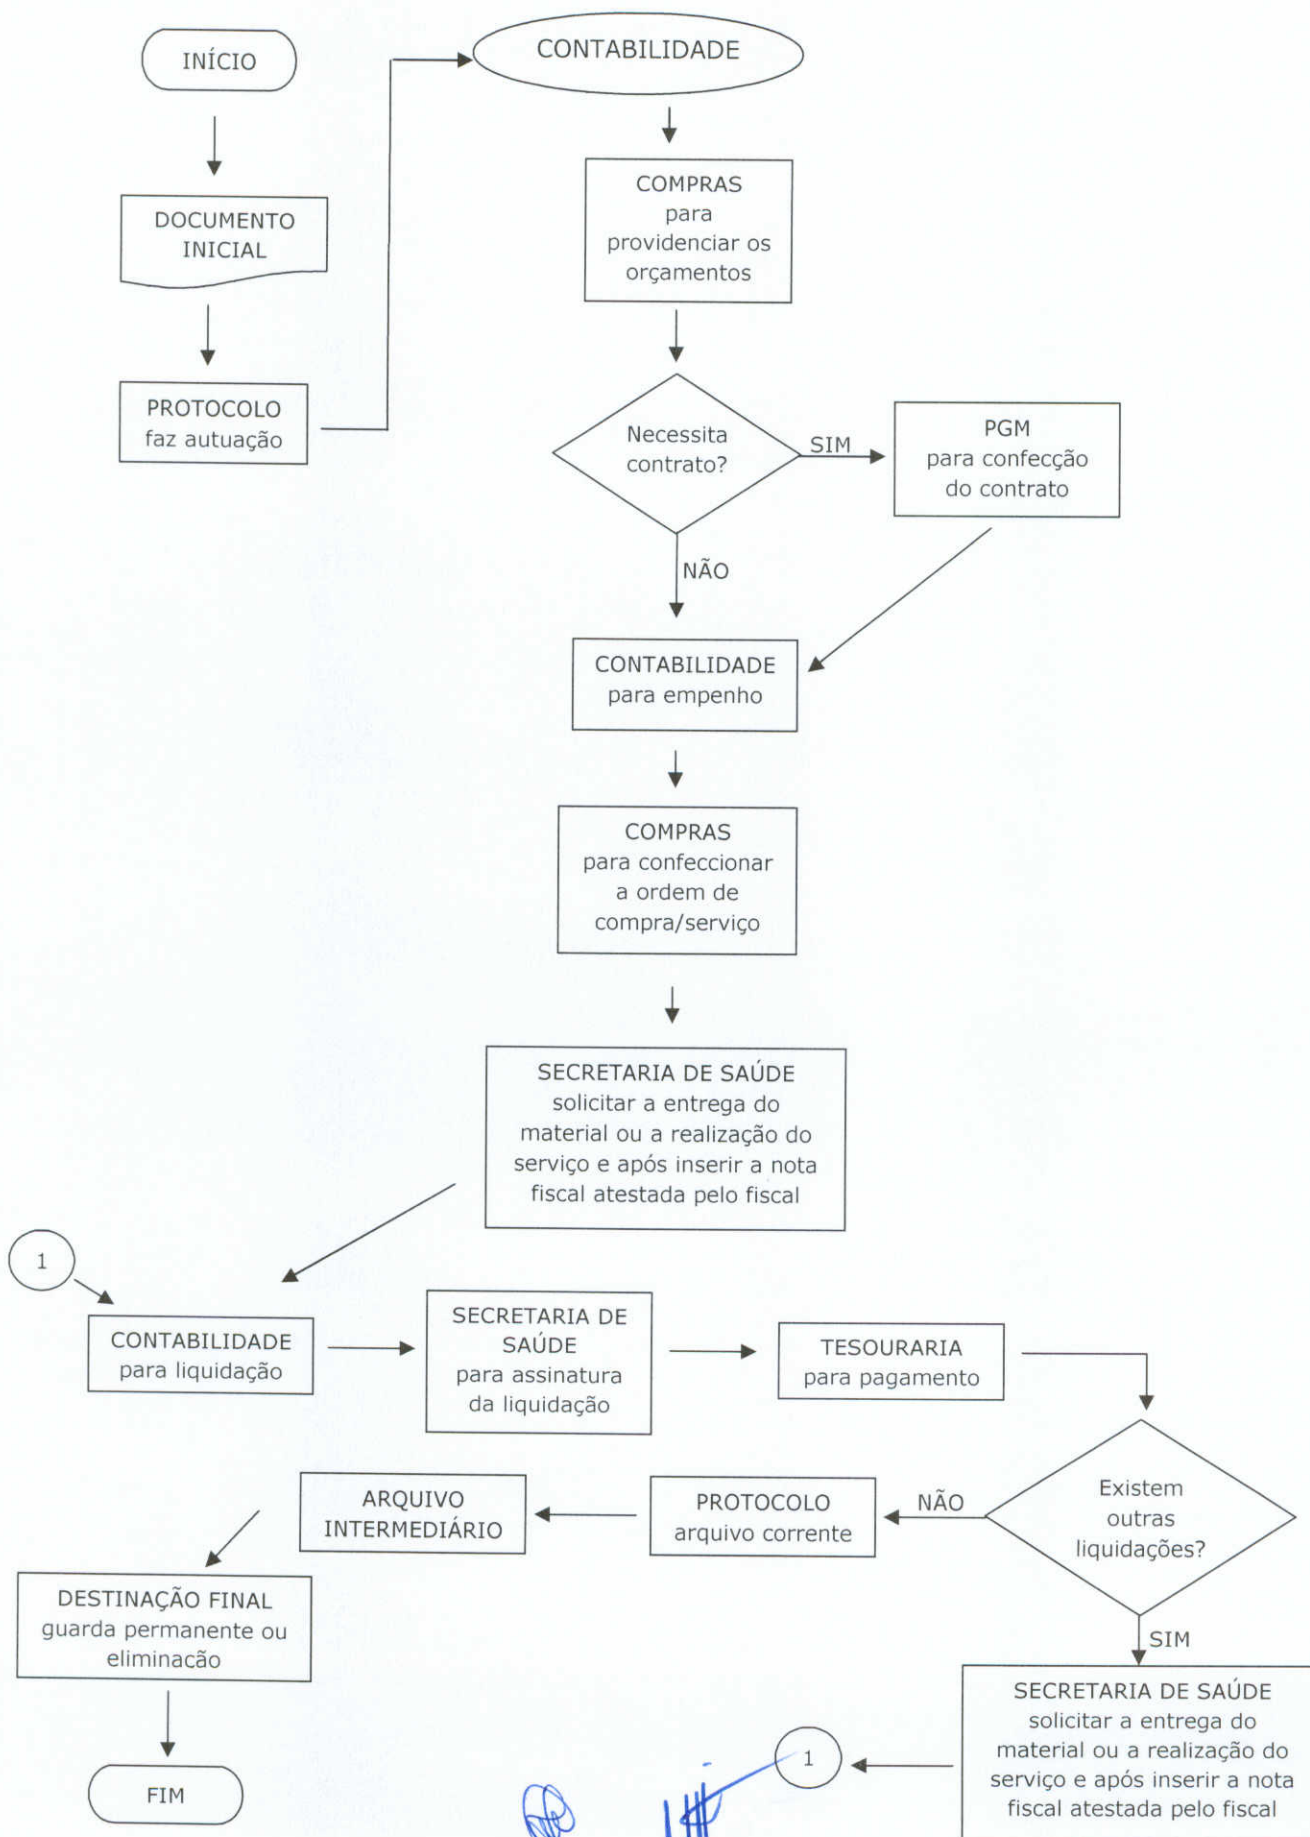 INÍCIO
DOCUMENTO
INICIAL
PROTOCOLO
faz autuação
CONTABILIDADE
COMPRAS
para
providenciar os
orçamentos
Necessita
contrato?
SIM
PGM
para confecção
do contrato
NÃO
CONTABILIDADE
para empenho
COMPRAS
para confeccionar
a ordem de
compra/serviço
SECRETARIA DE SAÚDE
solicitar a entrega do
material ou a realização do
serviço e após inserir a nota
fiscal atestada pelo fiscal
1
CONTABILIDADE
para liquidação
SECRETARIA DE
SAÚDE
para assinatura
da liquidação
TESOURARIA
para pagamento
Existem
outras
liquidações?
NÃO
PROTOCOLO
arquivo corrente
ARQUIVO
INTERMEDIÁRIO
DESTINAÇÃO FINAL
guarda permanente ou
eliminacão
FIM
SIM
SECRETARIA DE SAÚDE
solicitar a entrega do
material ou a realização do
serviço e após inserir a nota
fiscal atestada pelo fiscal
1